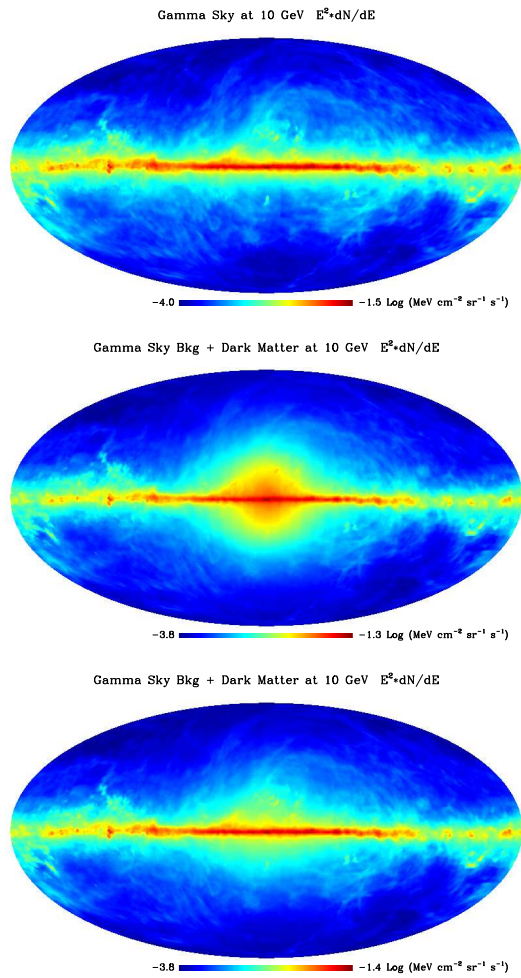 Gamma Sky at 10 GeV E²*dN/dE
−4.0 −1.5 Log (MeV cm⁻² sr⁻¹ s⁻¹)
Gamma Sky Bkg + Dark Matter at 10 GeV E²*dN/dE
−3.8 −1.3 Log (MeV cm⁻² sr⁻¹ s⁻¹)
Gamma Sky Bkg + Dark Matter at 10 GeV E²*dN/dE
−3.8 −1.4 Log (MeV cm⁻² sr⁻¹ s⁻¹)